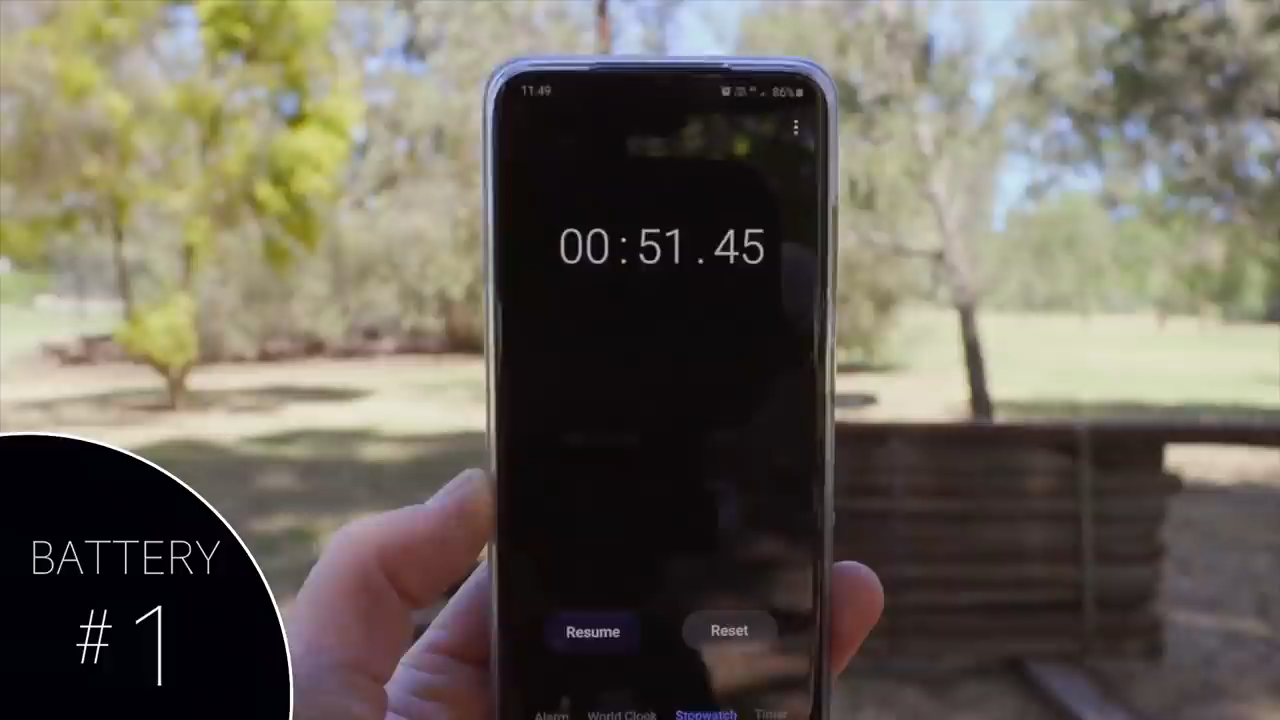 11:49
86%
00:51.45
Resume
Reset
Alarm World Clock Stopwatch Timer
BATTERY
#1